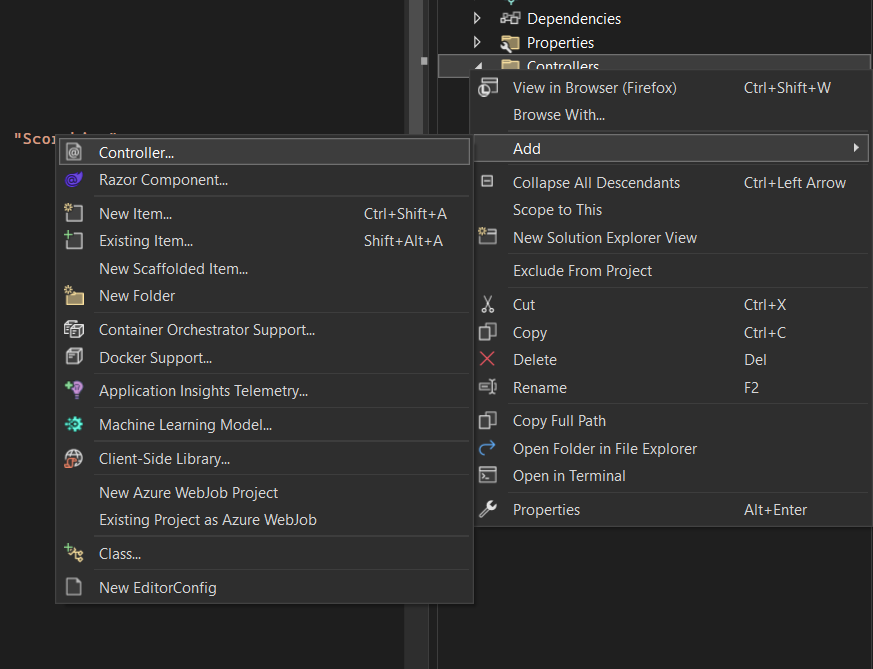 Dependencies
Properties
Controllers
View in Browser (Firefox) Ctrl+Shift+W
Browse With...
Add
Collapse All Descendants Ctrl+Left Arrow
Scope to This
New Solution Explorer View
Exclude From Project
Cut Ctrl+X
Copy Ctrl+C
Delete Del
Rename F2
Copy Full Path
Open Folder in File Explorer
Open in Terminal
Properties Alt+Enter
Controller...
Razor Component...
New Item... Ctrl+Shift+A
Existing Item... Shift+Alt+A
New Scaffolded Item...
New Folder
Container Orchestrator Support...
Docker Support...
Application Insights Telemetry...
Machine Learning Model...
Client-Side Library...
New Azure WebJob Project
Existing Project as Azure WebJob
Class...
New EditorConfig